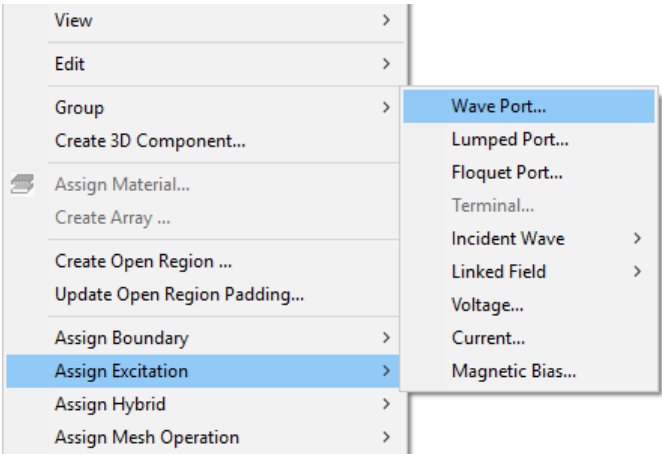 View
Edit
Group
Create 3D Component...
Assign Material...
Create Array ...
Create Open Region ...
Update Open Region Padding...
Assign Boundary
Assign Excitation
Assign Hybrid
Assign Mesh Operation
Wave Port...
Lumped Port...
Floquet Port...
Terminal...
Incident Wave
Linked Field
Voltage...
Current...
Magnetic Bias...